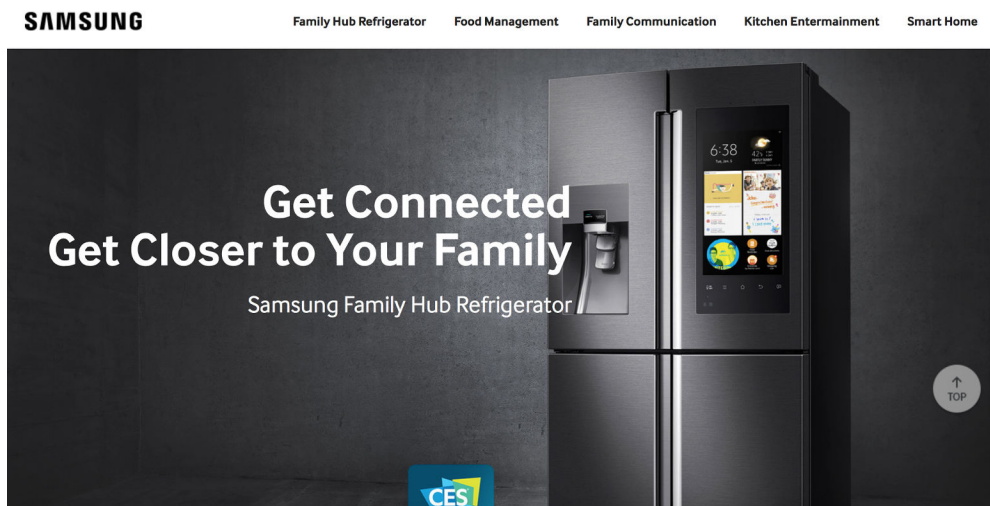 SAMSUNG
Family Hub Refrigerator
Food Management
Family Communication
Kitchen Entermainment
Smart Home
Get Connected
Get Closer to Your Family
Samsung Family Hub Refrigerator
6:38
42
TOP
CES